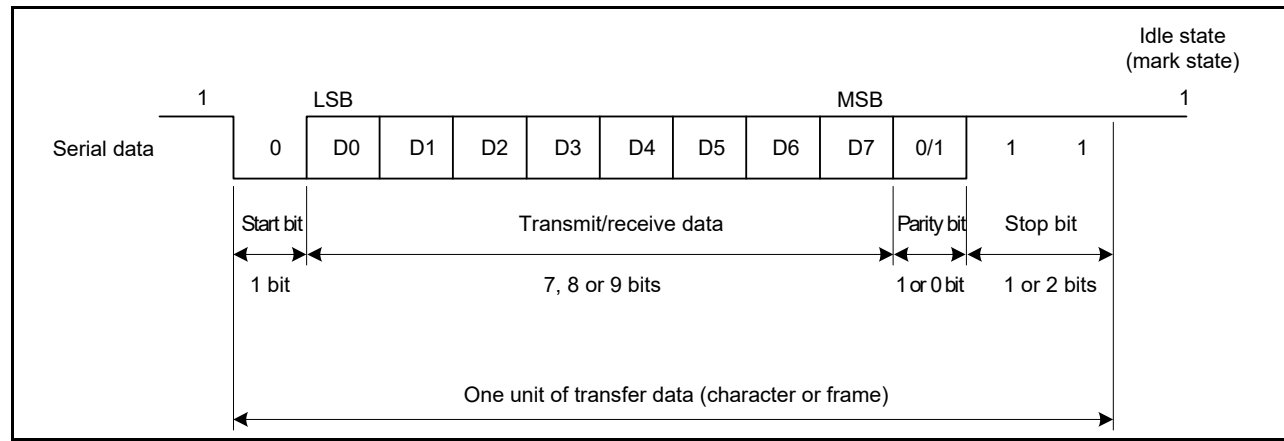 Idle state
(mark state)
1 LSB MSB 1
Serial data 0 D0 D1 D2 D3 D4 D5 D6 D7 0/1 1 1
Start bit Transmit/receive data Parity bit Stop bit
1 bit 7, 8 or 9 bits 1 or 0 bit 1 or 2 bits
One unit of transfer data (character or frame)